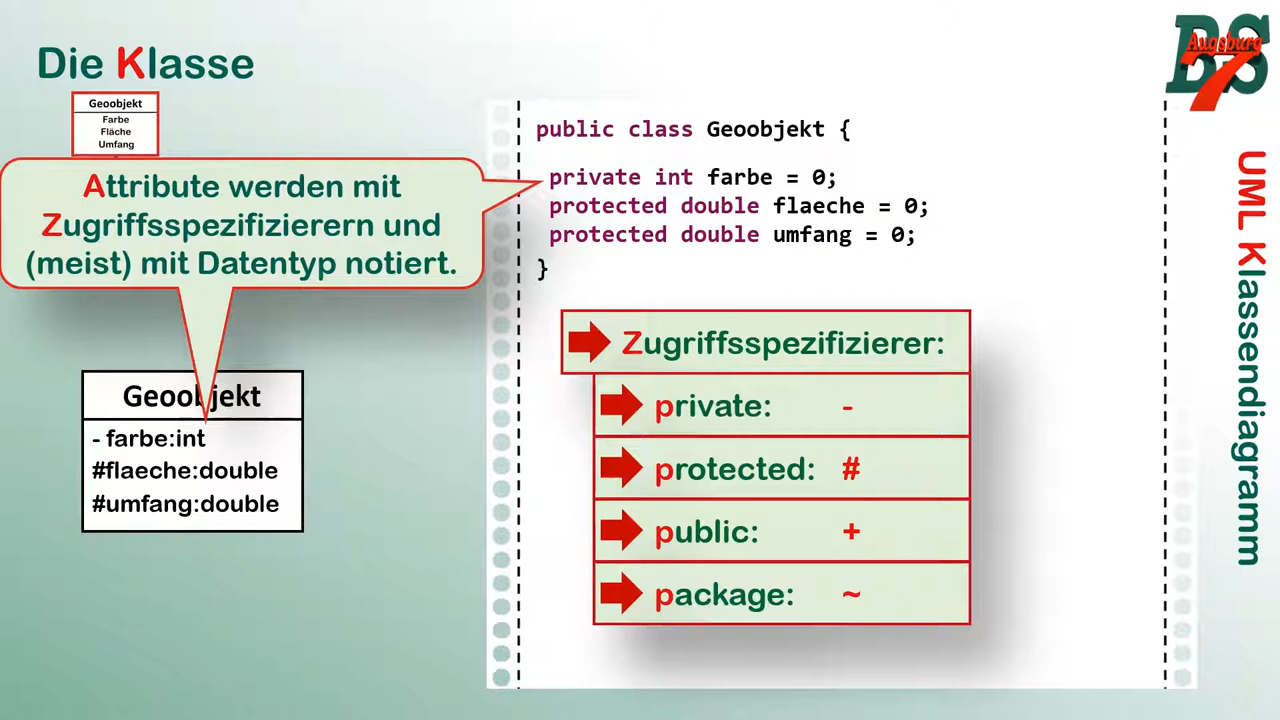 Die Klasse
Geoobjekt
Farbe
Fläche
Umfang
Attribute werden mit
Zugriffsspezifizierern und
(meist) mit Datentyp notiert.
Geoobjekt
- farbe:int
#flaeche:double
#umfang:double
public class Geoobjekt {
private int farbe = 0;
protected double flaeche = 0;
protected double umfang = 0;
}
Zugriffsspezifizierer:
private: -
protected: #
public: +
package: ~
BS
Augsburg
7
UML Klassendiagramm